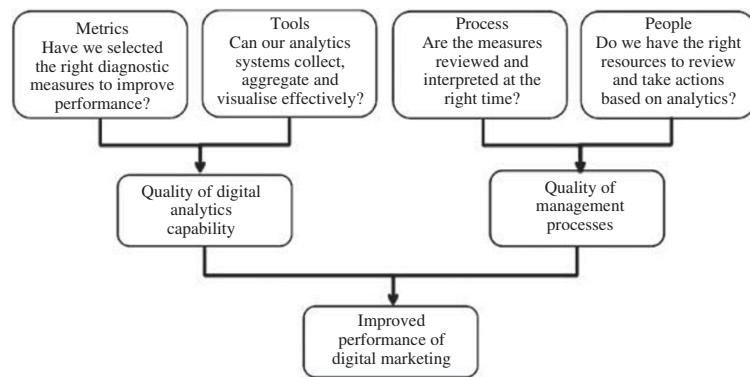 Metrics
Have we selected
the right diagnostic
measures to improve
performance?
Tools
Can our analytics
systems collect,
aggregate and
visualise effectively?
Process
Are the measures
reviewed and
interpreted at the
right time?
People
Do we have the right
resources to review
and take actions
based on analytics?
Quality of digital
analytics
capability
Quality of
management
processes
Improved
performance of
digital marketing